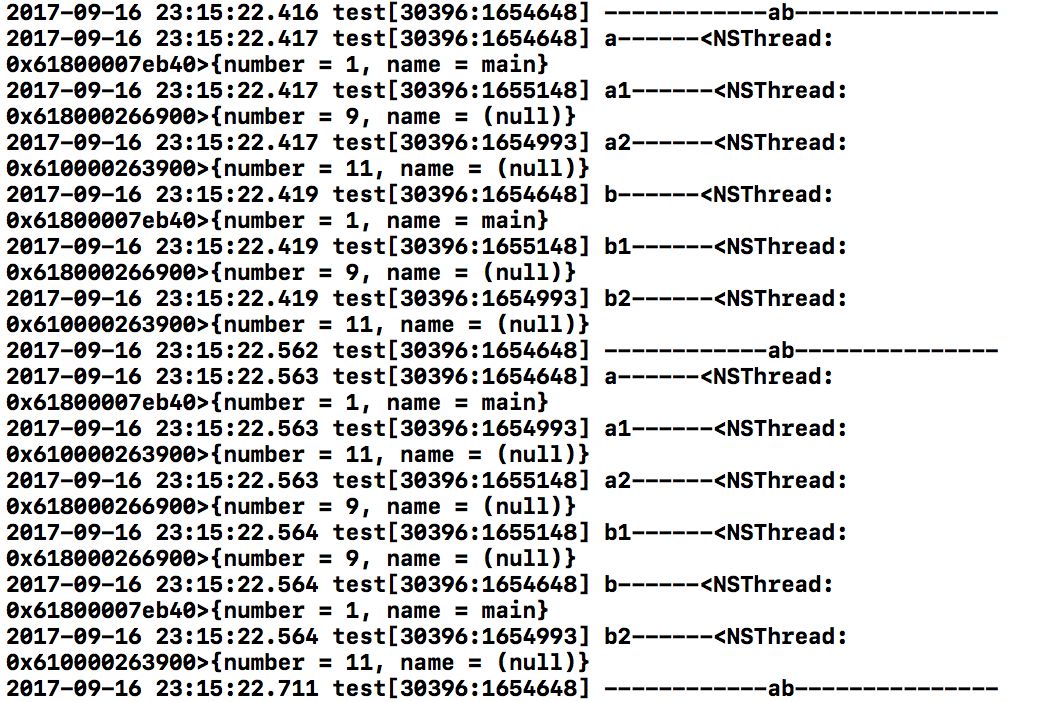 2017-09-16 23:15:22.416 test[30396:1654648] ------------ab---------------
2017-09-16 23:15:22.417 test[30396:1654648] a------<NSThread:
0x61800007eb40>{number = 1, name = main}
2017-09-16 23:15:22.417 test[30396:1655148] a1------<NSThread:
0x618000266900>{number = 9, name = (null)}
2017-09-16 23:15:22.417 test[30396:1654993] a2------<NSThread:
0x610000263900>{number = 11, name = (null)}
2017-09-16 23:15:22.419 test[30396:1654648] b------<NSThread:
0x61800007eb40>{number = 1, name = main}
2017-09-16 23:15:22.419 test[30396:1655148] b1------<NSThread:
0x618000266900>{number = 9, name = (null)}
2017-09-16 23:15:22.419 test[30396:1654993] b2------<NSThread:
0x610000263900>{number = 11, name = (null)}
2017-09-16 23:15:22.562 test[30396:1654648] ------------ab---------------
2017-09-16 23:15:22.563 test[30396:1654648] a------<NSThread:
0x61800007eb40>{number = 1, name = main}
2017-09-16 23:15:22.563 test[30396:1654993] a1------<NSThread:
0x610000263900>{number = 11, name = (null)}
2017-09-16 23:15:22.563 test[30396:1655148] a2------<NSThread:
0x618000266900>{number = 9, name = (null)}
2017-09-16 23:15:22.564 test[30396:1655148] b1------<NSThread:
0x618000266900>{number = 9, name = (null)}
2017-09-16 23:15:22.564 test[30396:1654648] b------<NSThread:
0x61800007eb40>{number = 1, name = main}
2017-09-16 23:15:22.564 test[30396:1654993] b2------<NSThread:
0x610000263900>{number = 11, name = (null)}
2017-09-16 23:15:22.711 test[30396:1654648] ------------ab---------------